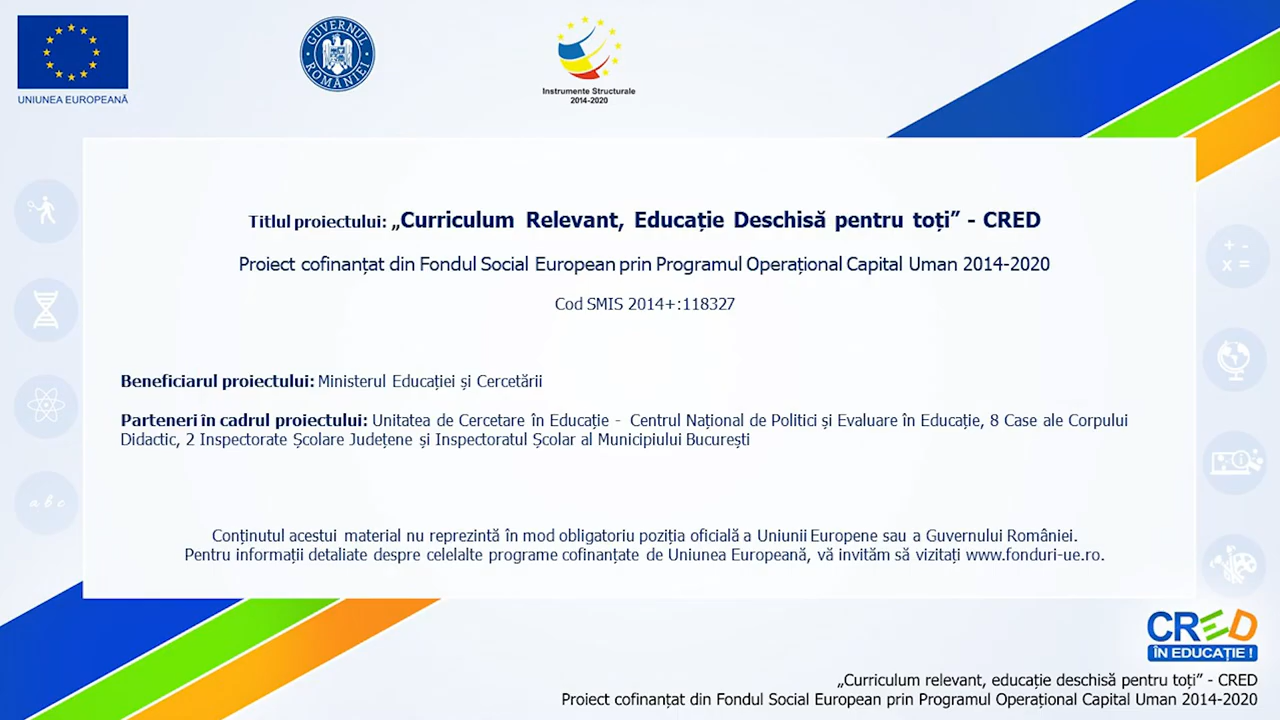 UNIUNEA EUROPEANĂ
GUVERNUL ROMÂNIEI
Instrumente Structurale
2014-2020
Titlul proiectului: „Curriculum Relevant, Educație Deschisă pentru toți” - CRED
Proiect cofinanțat din Fondul Social European prin Programul Operațional Capital Uman 2014-2020
Cod SMIS 2014+:118327
Beneficiarul proiectului: Ministerul Educației și Cercetării
Parteneri în cadrul proiectului: Unitatea de Cercetare în Educație - Centrul Național de Politici și Evaluare în Educație, 8 Case ale Corpului
Didactic, 2 Inspectorate Școlare Județene și Inspectoratul Școlar al Municipiului București
Conținutul acestui material nu reprezintă în mod obligatoriu poziția oficială a Uniunii Europene sau a Guvernului României.
Pentru informații detaliate despre celelalte programe cofinanțate de Uniunea Europeană, vă invităm să vizitați www.fonduri-ue.ro.
+ -
x =
a b c
CRED
ÎN EDUCAȚIE !
„Curriculum relevant, educație deschisă pentru toți” - CRED
Proiect cofinanțat din Fondul Social European prin Programul Operațional Capital Uman 2014-2020